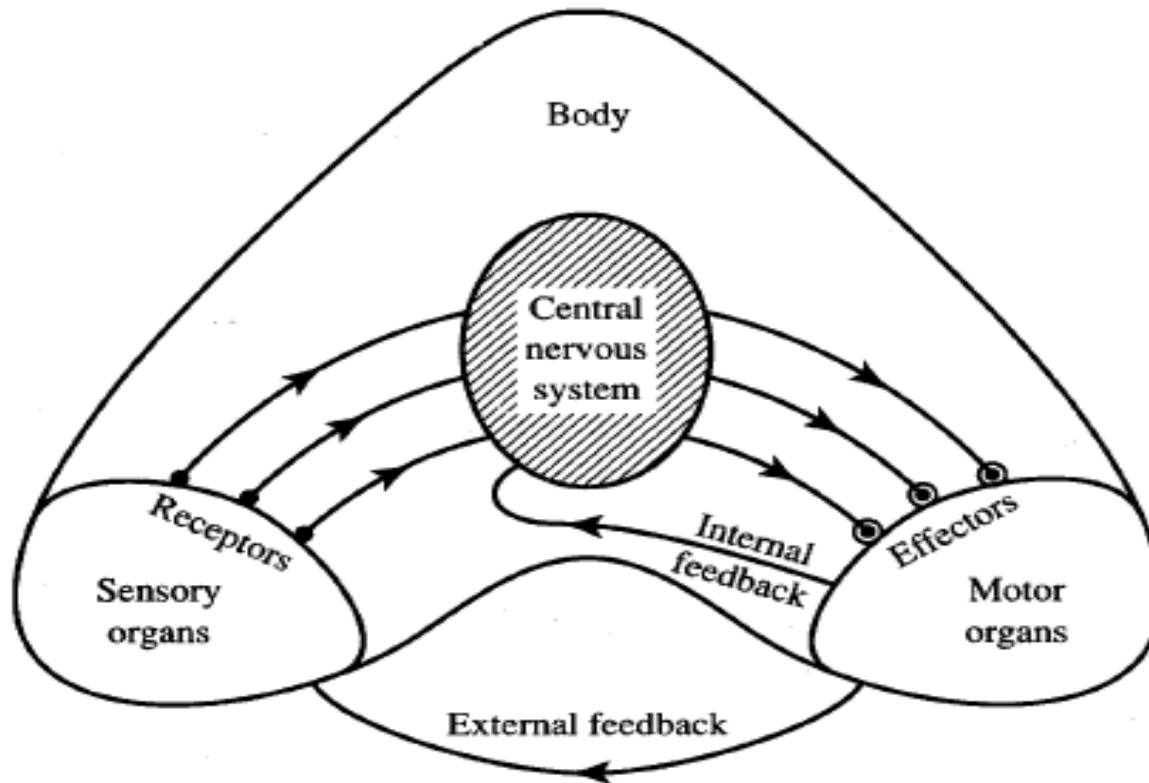 Body
Central
nervous
system
Receptors
Sensory
organs
Internal
feedback
Effectors
Motor
organs
External feedback